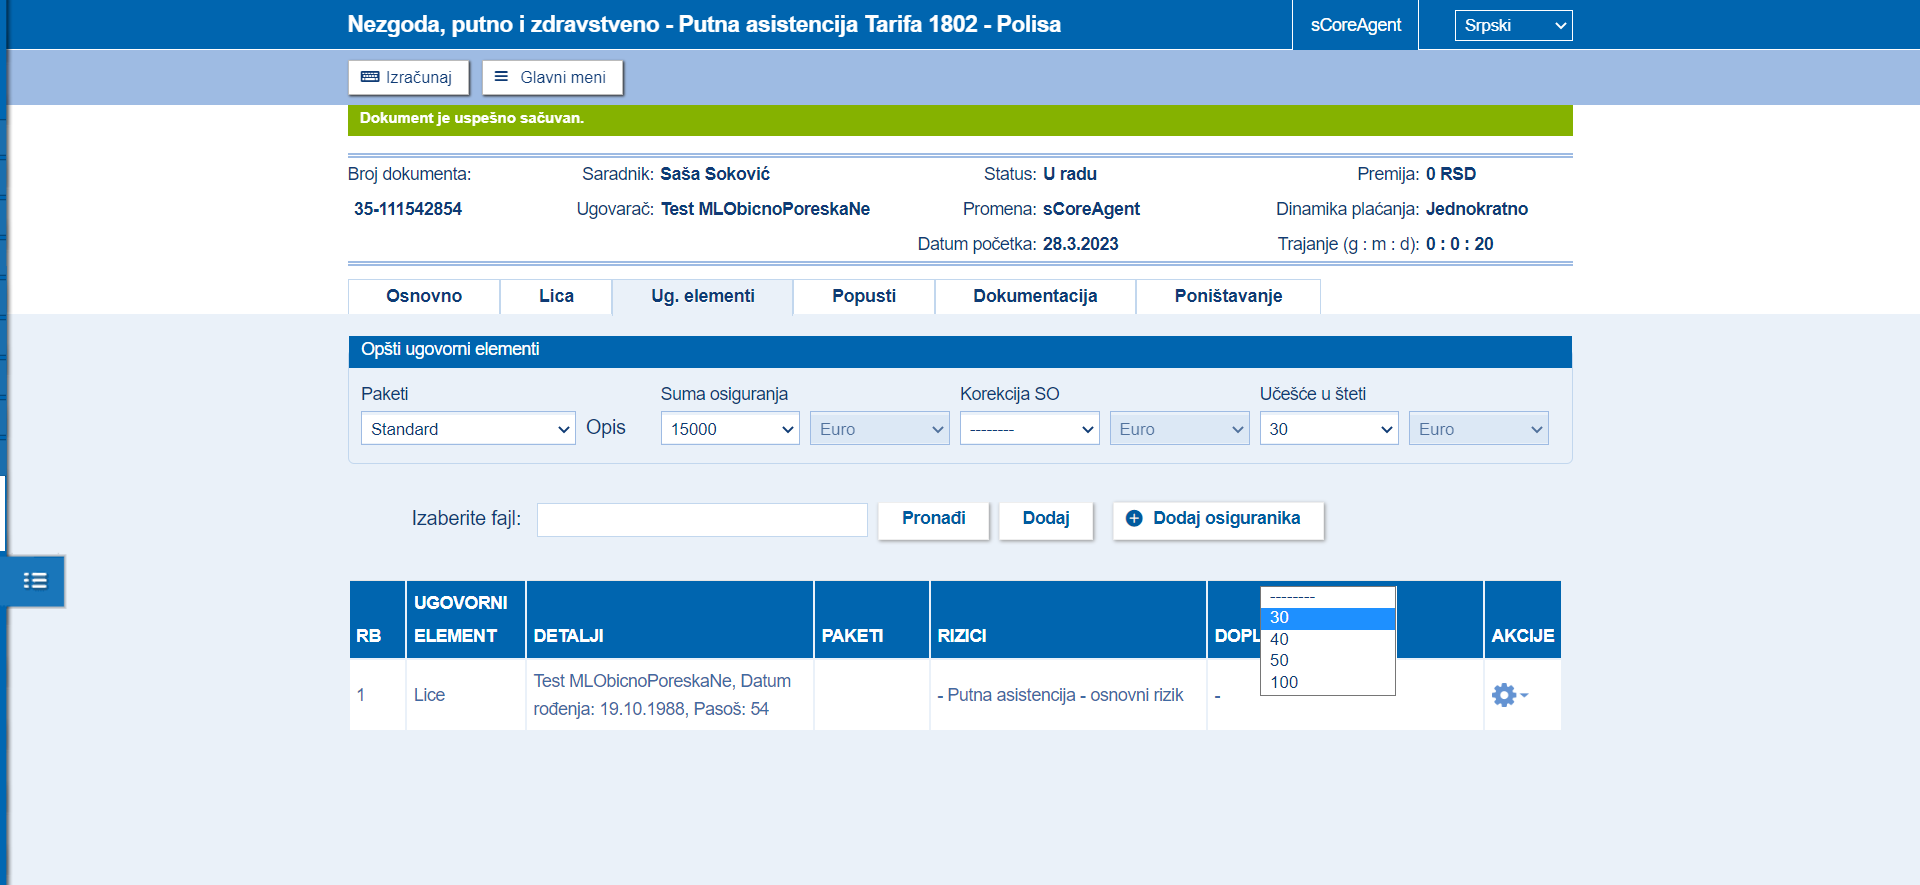 Nezgoda, putno i zdravstveno - Putna asistencija Tarifa 1802 - Polisa
sCoreAgent
Srpski
Izračunaj
Glavni meni
Dokument je uspešno sačuvan.
Broj dokumenta:
Saradnik: Saša Soković
Status: U radu
Premija: 0 RSD
35-111542854
Ugovarač: Test MLObicnoPoreskaNe
Promena: sCoreAgent
Dinamika plaćanja: Jednokratno
Datum početka: 28.3.2023
Trajanje (g : m : d): 0 : 0 : 20
Osnovno
Lica
Ug. elementi
Popusti
Dokumentacija
Poništavanje
Opšti ugovorni elementi
Paketi
Suma osiguranja
Korekcija SO
Učešće u šteti
Standard
Opis
15000
Euro
--------
Euro
30
Euro
Izaberite fajl:
Pronađi
Dodaj
Dodaj osiguranika
RB
UGOVORNI
ELEMENT
DETALJI
PAKETI
RIZICI
DOPL
AKCIJE
--------
30
40
50
100
1
Lice
Test MLObicnoPoreskaNe, Datum
rođenja: 19.10.1988, Pasoš: 54
- Putna asistencija - osnovni rizik
-